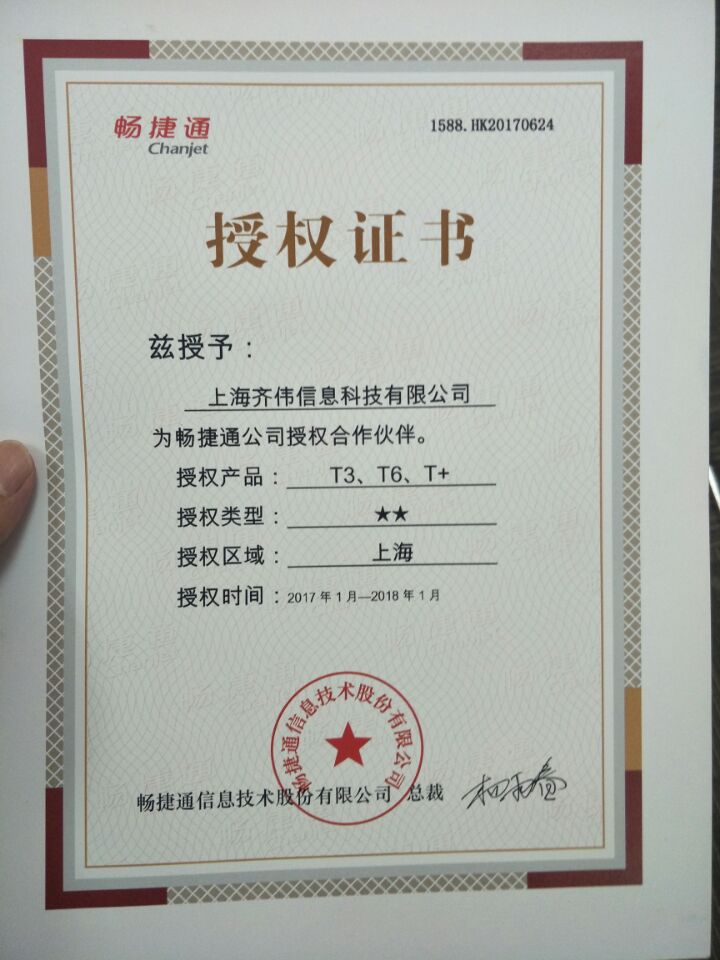 畅捷通
Chanjet
1588.HK20170624
授权证书
兹授予：
上海齐伟信息科技有限公司
为畅捷通公司授权合作伙伴。
授权产品：T3、T6、T+
授权类型：★★
授权区域：上海
授权时间：2017年1月—2018年1月
畅捷通信息技术股份有限公司
畅捷通信息技术股份有限公司 总裁